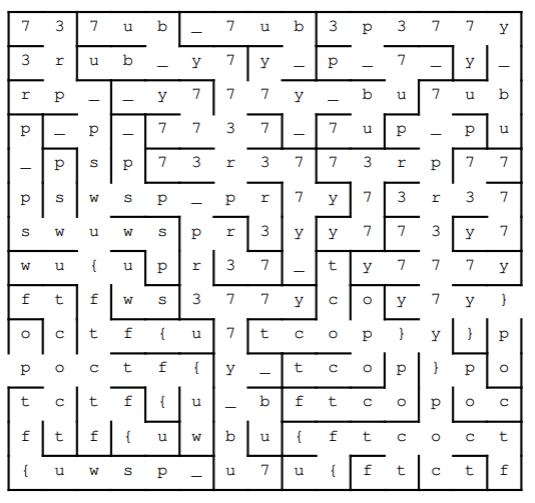 7 3 7 u b _ 7 u b 3 p 3 7 7 y
3 r u b _ y 7 y _ p _ 7 _ y _
r p _ _ y 7 7 7 y _ b u 7 u b
p _ p _ 7 7 3 7 _ 7 u p _ p u
_ p s p 7 3 r 3 7 7 3 r p 7 7
p s w s p _ p r 7 y 7 3 r 3 7
s w u w s p r 3 y y 7 7 3 y 7
w u { u p r 3 7 _ t y 7 7 7 y
f t f w s 3 7 7 y c o y 7 y }
o c t f { u 7 t c o p } y } p
p o c t f { y _ t c o p } p o
t c t f { u _ b f t c o p o c
f t f { u w b u { f t c o c t
{ u w s p _ u 7 u { f t c t f